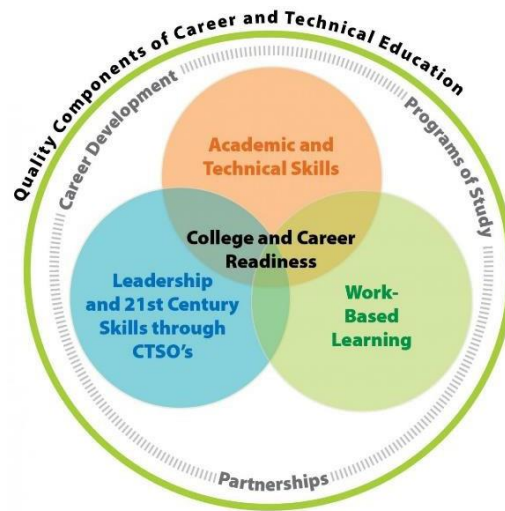 Quality Components of Career and Technical Education
Career Development
Programs of Study
Academic and
Technical Skills
College and Career
Readiness
Leadership
and 21st Century
Skills through
CTSO's
Work-
Based
Learning
Partnerships